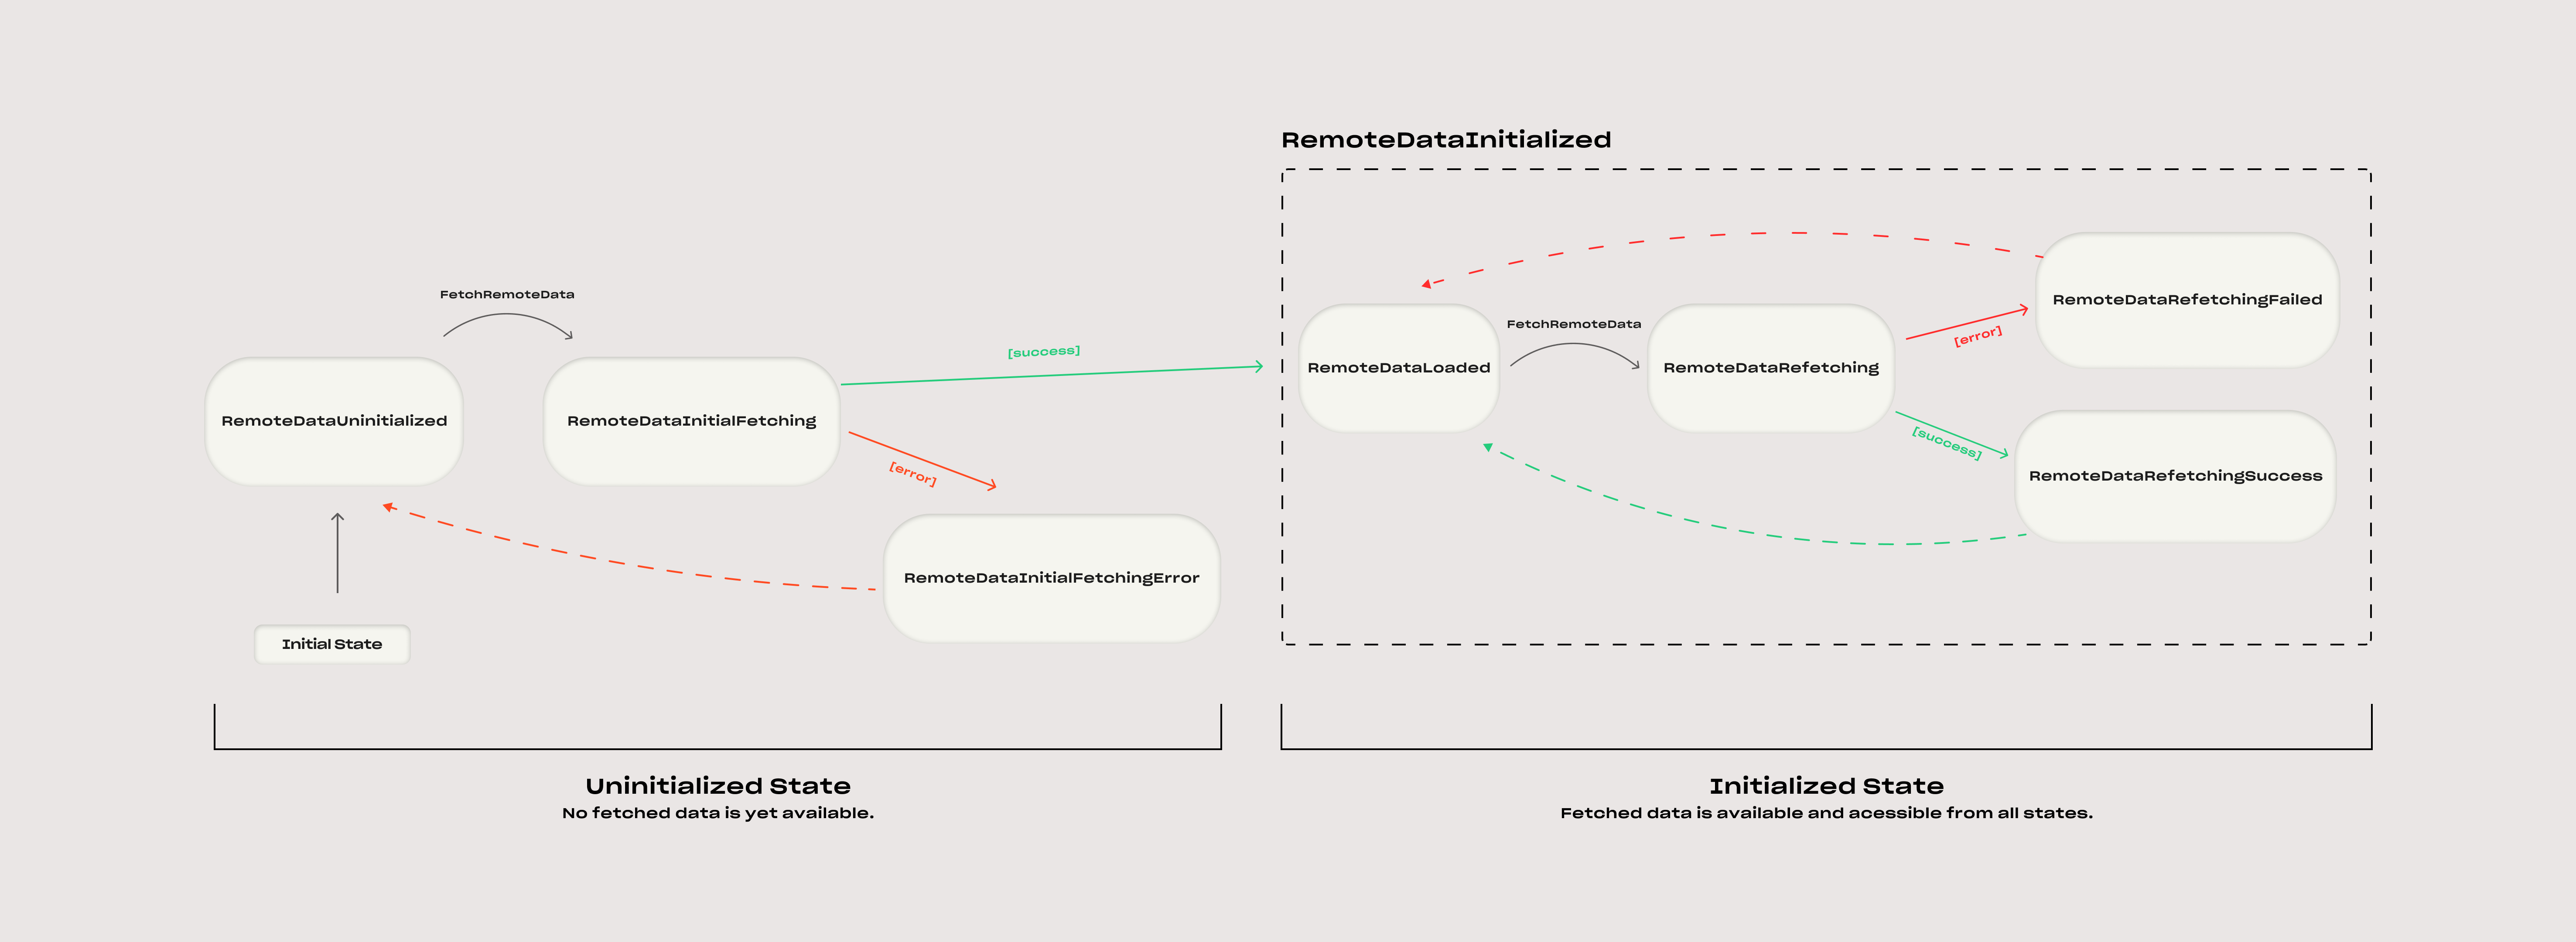 RemoteDataInitialized
FetchRemoteData
RemoteDataUninitialized
RemoteDataInitialFetching
[success]
[error]
RemoteDataInitialFetchingError
Initial State
RemoteDataLoaded
FetchRemoteData
RemoteDataRefetching
[error]
RemoteDataRefetchingFailed
[success]
RemoteDataRefetchingSuccess
Uninitialized State
No fetched data is yet available.
Initialized State
Fetched data is available and acessible from all states.